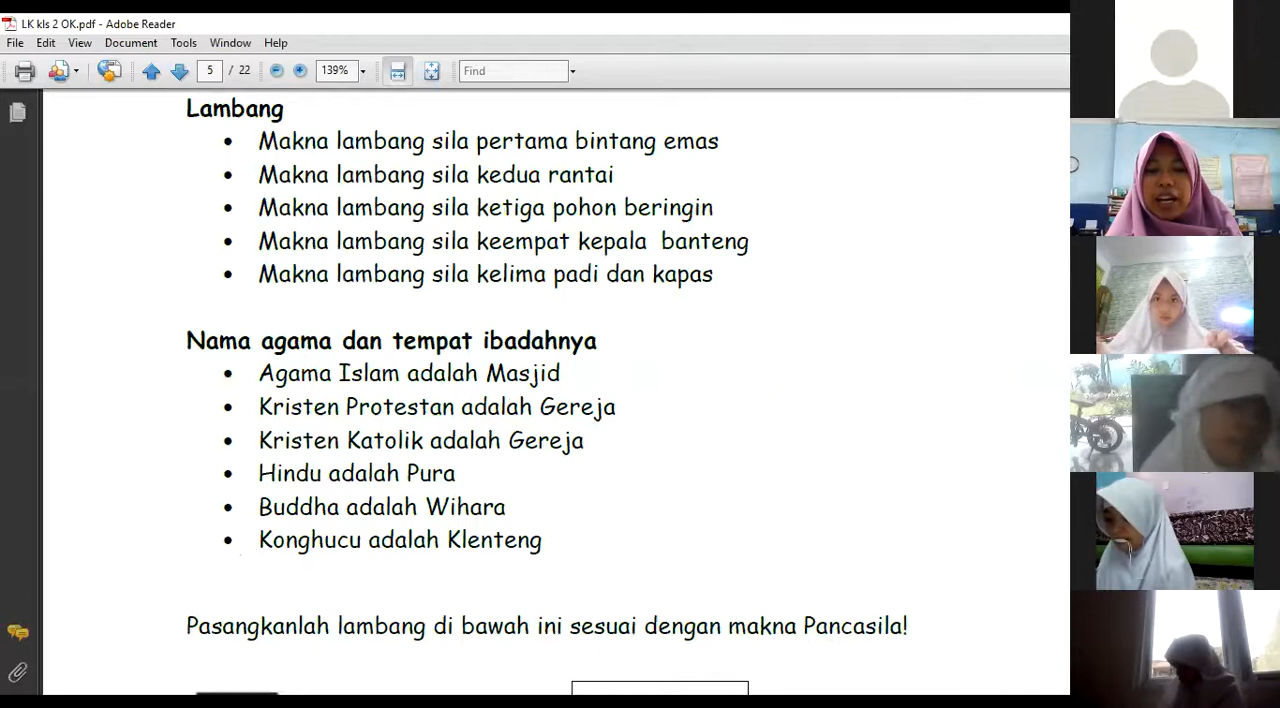 LK kls 2 OK.pdf - Adobe Reader
File Edit View Document Tools Window Help
5 / 22 139% Find
Lambang
• Makna lambang sila pertama bintang emas
• Makna lambang sila kedua rantai
• Makna lambang sila ketiga pohon beringin
• Makna lambang sila keempat kepala banteng
• Makna lambang sila kelima padi dan kapas
Nama agama dan tempat ibadahnya
• Agama Islam adalah Masjid
• Kristen Protestan adalah Gereja
• Kristen Katolik adalah Gereja
• Hindu adalah Pura
• Buddha adalah Wihara
• Konghucu adalah Klenteng
Pasangkanlah lambang di bawah ini sesuai dengan makna Pancasila!